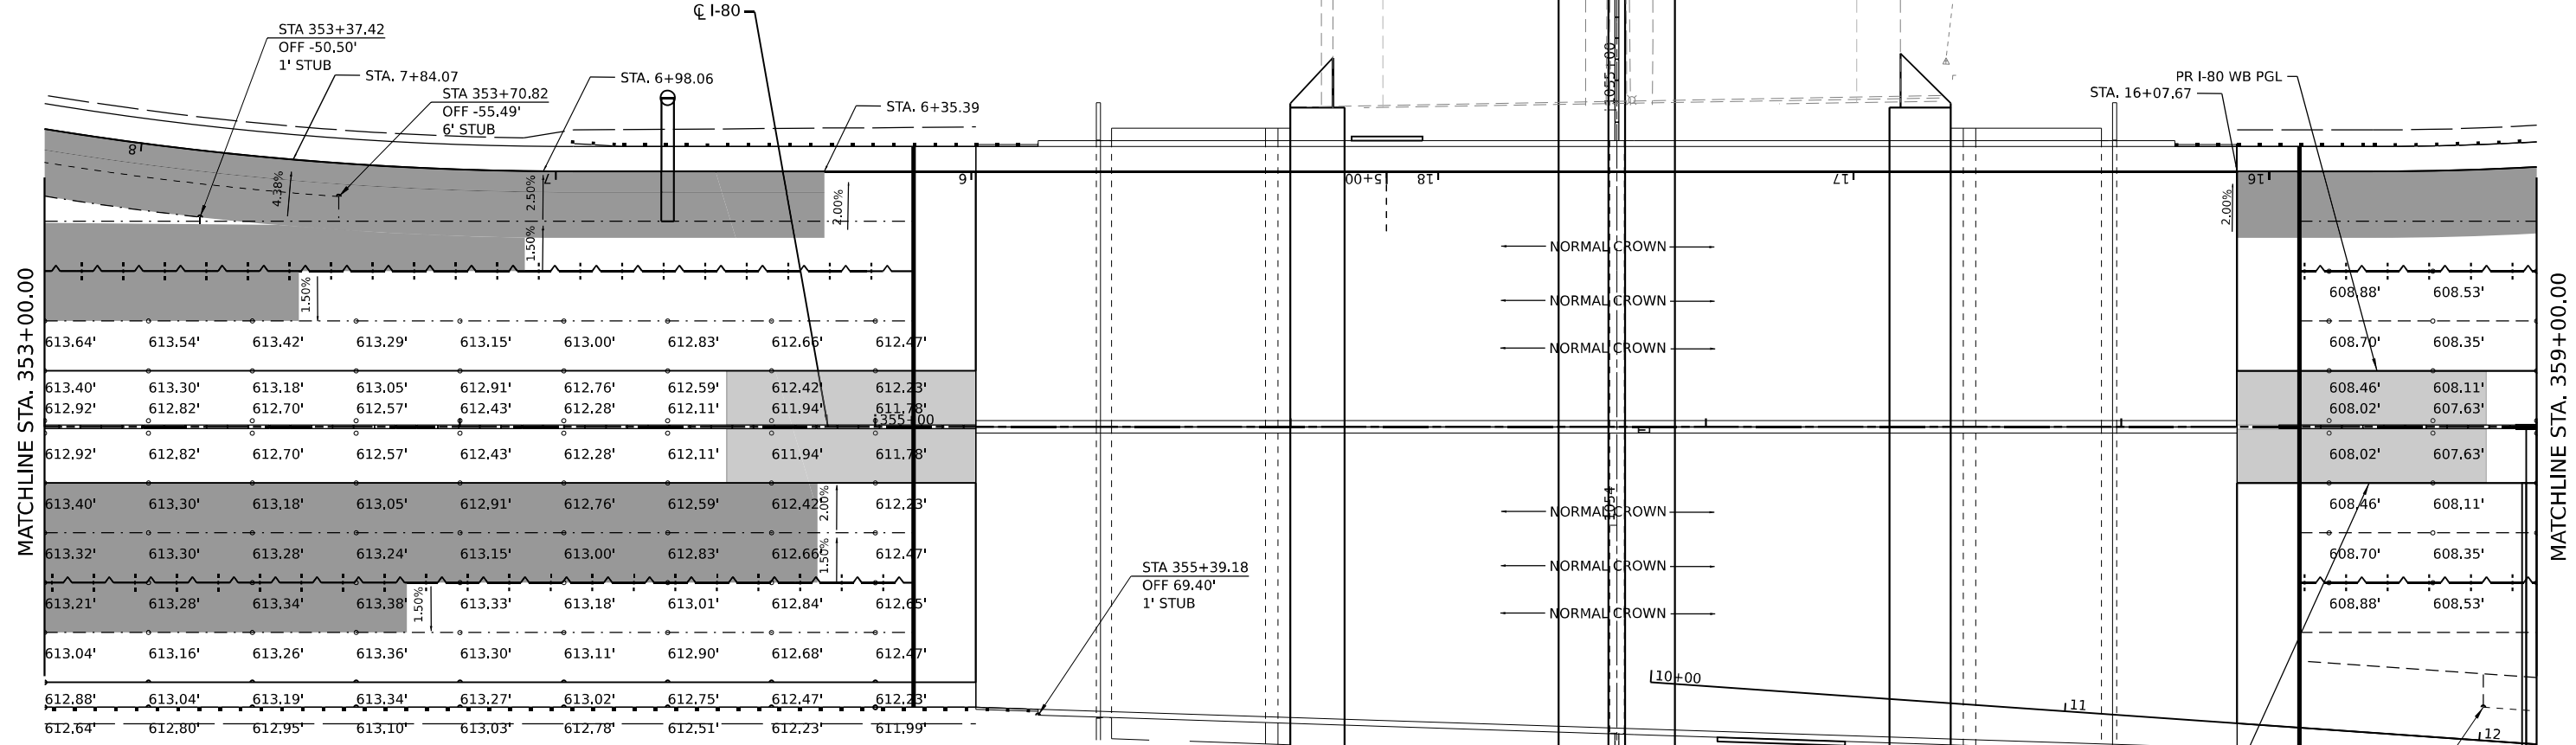 ℄ I-80
STA 353+37.42
OFF -50.50'
1' STUB
STA. 7+84.07
STA 353+70.82
OFF -55.49'
6' STUB
STA. 6+98.06
STA. 6+35.39
PR I-80 WB PGL
STA. 16+07.67
1055+00
8
7
6
5+00
18
17
16
4.38%
2.50%
2.00%
2.00%
1.50%
1.50%
NORMAL CROWN
NORMAL CROWN
NORMAL CROWN
MATCHLINE STA. 353+00.00
MATCHLINE STA. 359+00.00
608.88' 608.53'
613.64' 613.54' 613.42' 613.29' 613.15' 613.00' 612.83' 612.66' 612.47'
608.70' 608.35'
613.40' 613.30' 613.18' 613.05' 612.91' 612.76' 612.59' 612.42' 612.23'
608.46' 608.11'
612.92' 612.82' 612.70' 612.57' 612.43' 612.28' 612.11' 611.94' 611.78'
608.02' 607.63'
355+00
612.92' 612.82' 612.70' 612.57' 612.43' 612.28' 612.11' 611.94' 611.78'
608.02' 607.63'
613.40' 613.30' 613.18' 613.05' 612.91' 612.76' 612.59' 612.42' 2.00% 612.23'
608.46' 608.11'
NORMAL CROWN
1054
613.32' 613.30' 613.28' 613.24' 613.15' 613.00' 612.83' 612.66' 1.50% 612.47'
608.70' 608.35'
NORMAL CROWN
STA 355+39.18
OFF 69.40'
1' STUB
613.21' 613.28' 613.34' 613.38' 1.50% 613.33' 613.18' 613.01' 612.84' 612.65'
608.88' 608.53'
NORMAL CROWN
613.04' 613.16' 613.26' 613.36' 613.30' 613.11' 612.90' 612.68' 612.47'
10+00
11
12
612.88' 613.04' 613.19' 613.34' 613.27' 613.02' 612.75' 612.47' 612.23'
612.64' 612.80' 612.95' 613.10' 613.03' 612.78' 612.51' 612.23' 611.99'